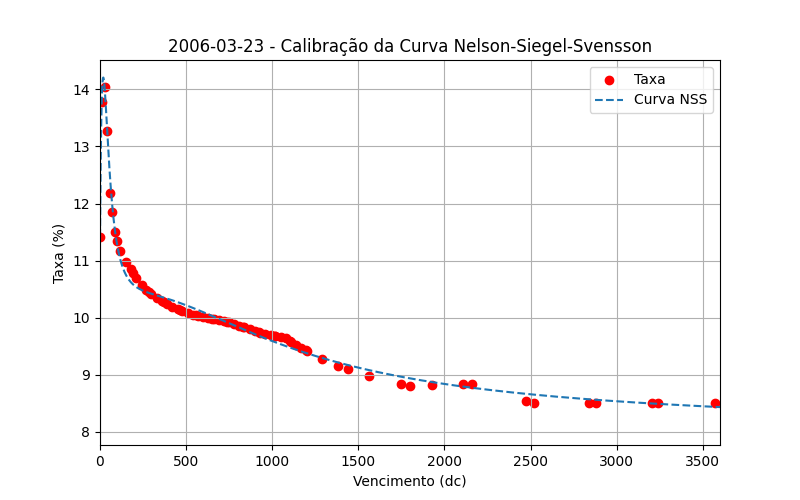 2006-03-23 - Calibração da Curva Nelson-Siegel-Svensson
Taxa
Curva NSS
Taxa (%)
14
13
12
11
10
9
8
0 500 1000 1500 2000 2500 3000 3500
Vencimento (dc)